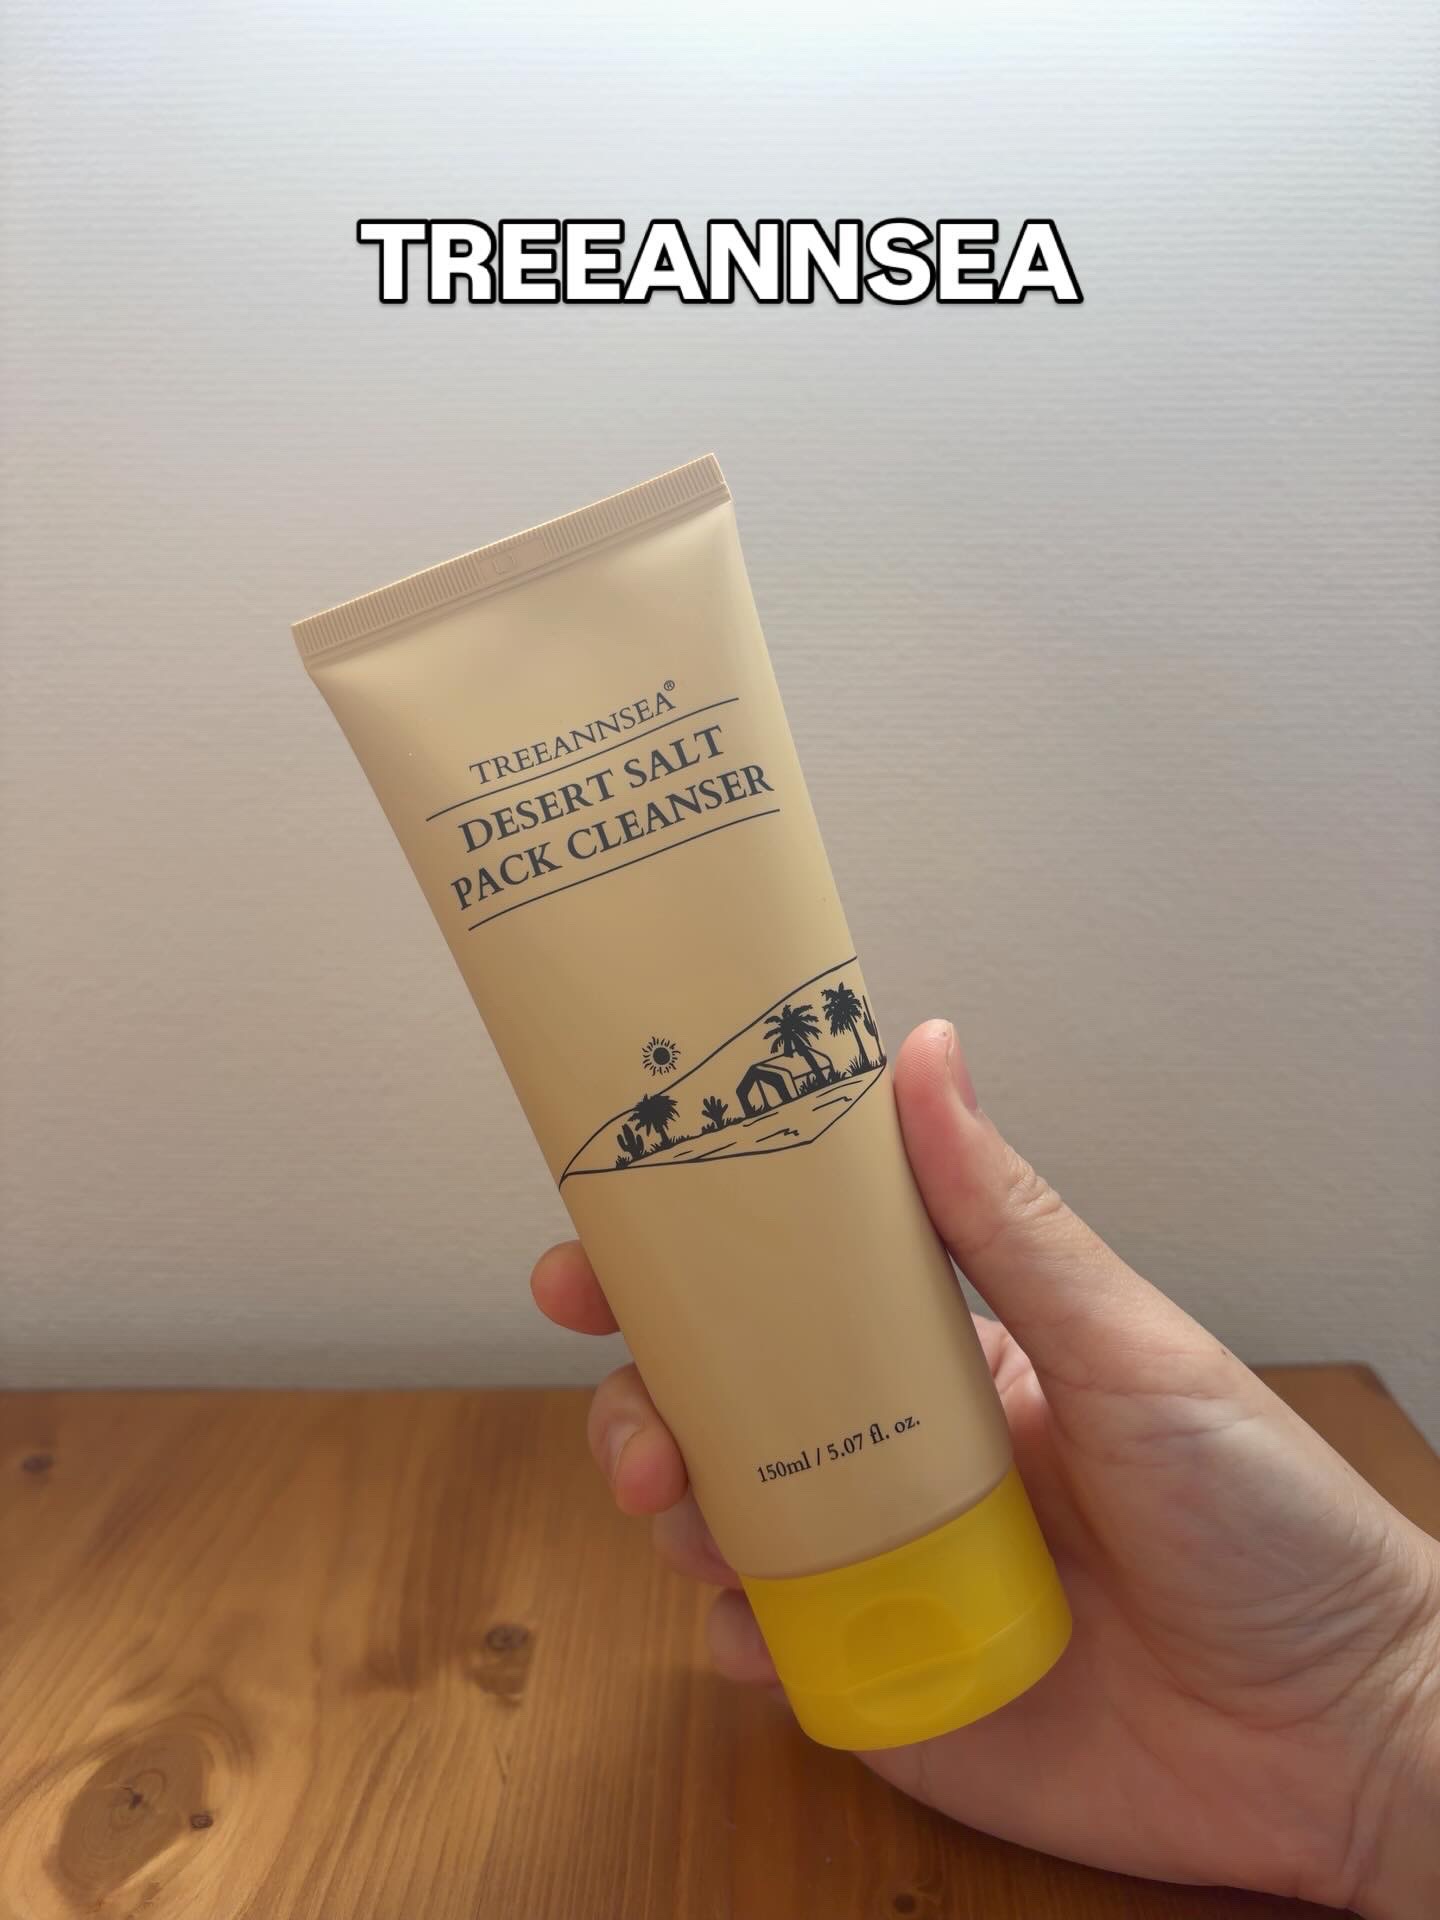 TREEANNSEA
TREEANNSEA®
DESERT SALT
PACK CLEANSER
150ml / 5.07 fl. oz.